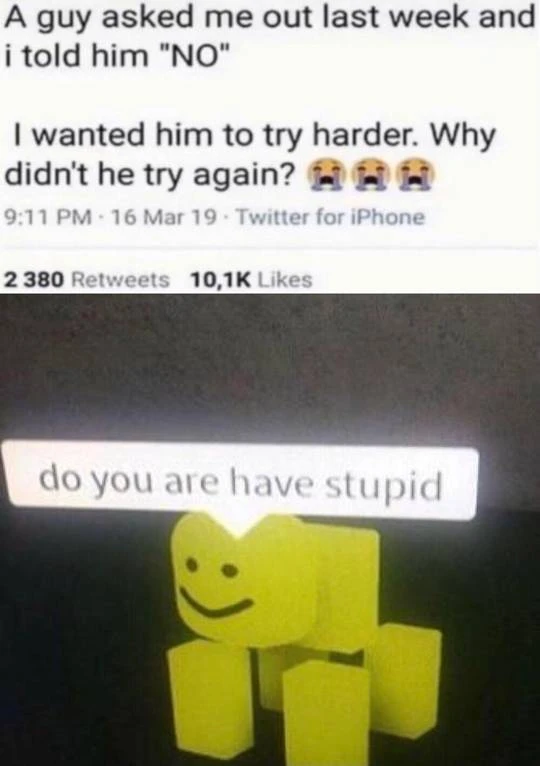 A guy asked me out last week and
i told him "NO"
I wanted him to try harder. Why
didn't he try again? 😭😭😭
9:11 PM · 16 Mar 19 · Twitter for iPhone
2 380 Retweets 10,1K Likes
do you are have stupid